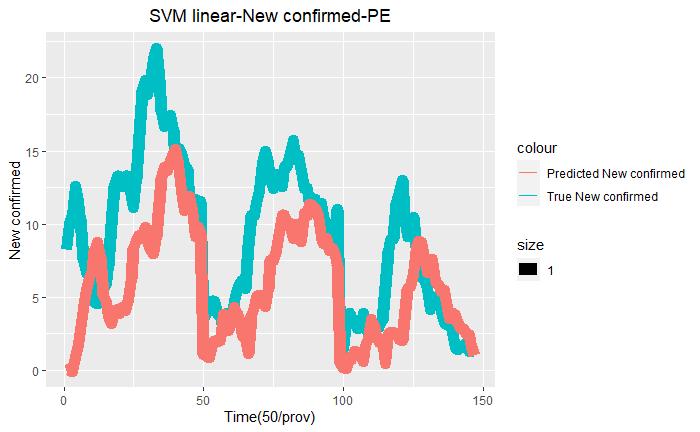 SVM linear-New confirmed-PE
New confirmed
20
15
10
5
0
0
50
100
150
Time(50/prov)
colour
Predicted New confirmed
True New confirmed
size
1